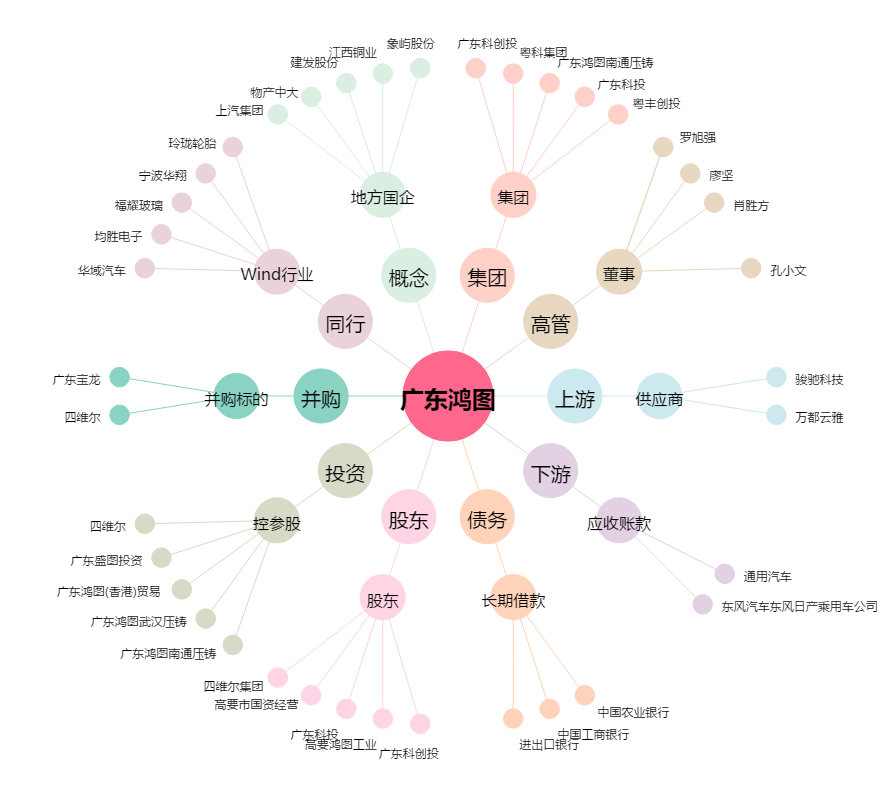 象屿股份
江西铜业
建发股份
物产中大
上汽集团
地方国企
概念
广东科创投
粤科集团
广东鸿图南通压铸
广东科投
粤丰创投
集团
集团
罗旭强
廖坚
肖胜方
孔小文
董事
高管
玲珑轮胎
宁波华翔
福耀玻璃
均胜电子
华域汽车
Wind行业
同行
广东宝龙
四维尔
并购标的
并购
广东鸿图
上游
供应商
骏驰科技
万都云雅
投资
控参股
四维尔
广东盛图投资
广东鸿图(香港)贸易
广东鸿图武汉压铸
广东鸿图南通压铸
下游
应收账款
通用汽车
东风汽车东风日产乘用车公司
股东
股东
四维尔集团
高要市国资经营
广东科投
高要鸿图工业
广东科创投
债务
长期借款
中国农业银行
中国工商银行
进出口银行